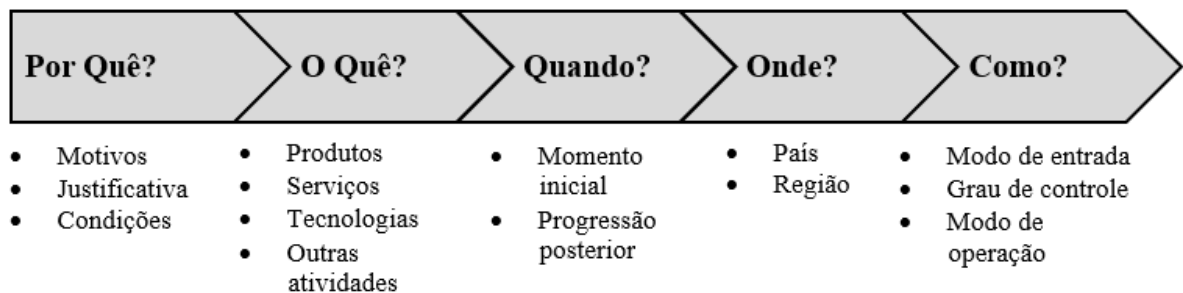 Por Quê?
O Quê?
Quando?
Onde?
Como?
• Motivos
• Justificativa
• Condições
• Produtos
• Serviços
• Tecnologias
• Outras
atividades
• Momento
inicial
• Progressão
posterior
• País
• Região
• Modo de entrada
• Grau de controle
• Modo de
operação